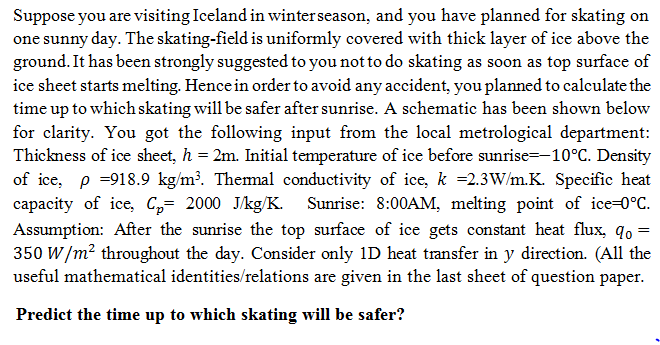 Suppose you are visiting Iceland in winter season, and you have planned for skating on
one sunny day. The skating-field is uniformly covered with thick layer of ice above the
ground. It has been strongly suggested to you not to do skating as soon as top surface of
ice sheet starts melting. Hence in order to avoid any accident, you planned to calculate the
time up to which skating will be safer after sunrise. A schematic has been shown below
for clarity. You got the following input from the local metrological department:
Thickness of ice sheet, h = 2m. Initial temperature of ice before sunrise=−10°C. Density
of ice, ρ =918.9 kg/m³. Thermal conductivity of ice, k =2.3W/m.K. Specific heat
capacity of ice, Cₚ= 2000 J/kg/K. Sunrise: 8:00AM, melting point of ice=0°C.
Assumption: After the sunrise the top surface of ice gets constant heat flux, q₀ =
350 W/m² throughout the day. Consider only 1D heat transfer in y direction. (All the
useful mathematical identities/relations are given in the last sheet of question paper.
Predict the time up to which skating will be safer?